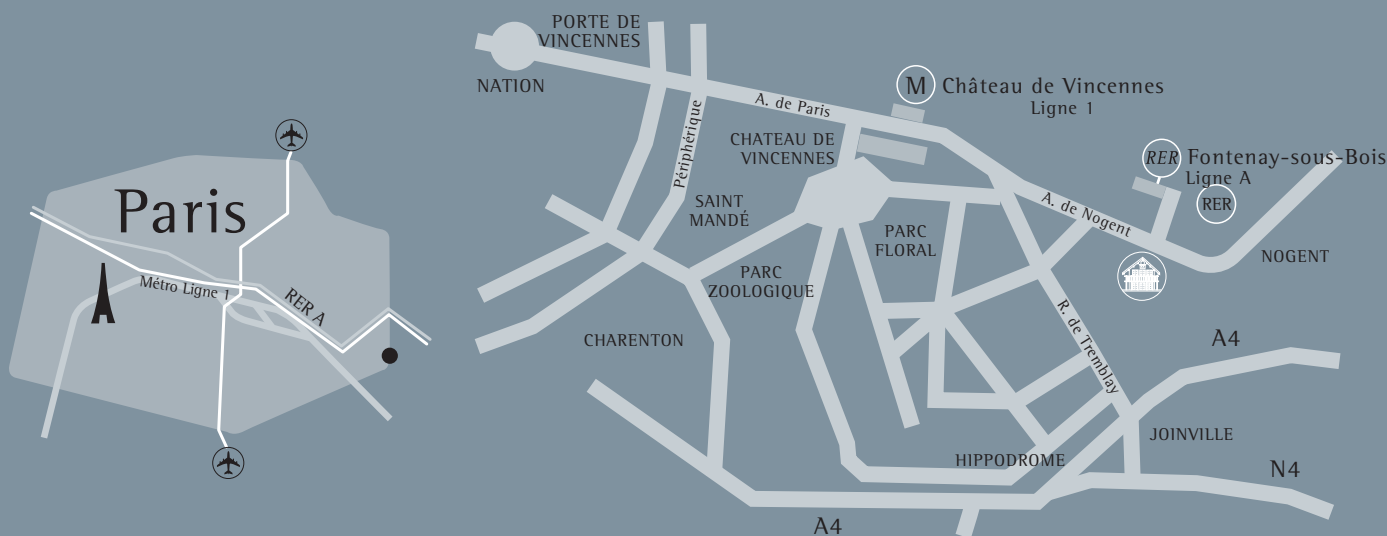 Paris
Métro Ligne 1
RER A
PORTE DE
VINCENNES
NATION
Périphérique
A. de Paris
M
Château de Vincennes
Ligne 1
CHATEAU DE
VINCENNES
SAINT
MANDÉ
PARC
FLORAL
PARC
ZOOLOGIQUE
CHARENTON
A. de Nogent
RER
Fontenay-sous-Bois
Ligne A
RER
NOGENT
R. de Tremblay
A4
JOINVILLE
HIPPODROME
N4
A4